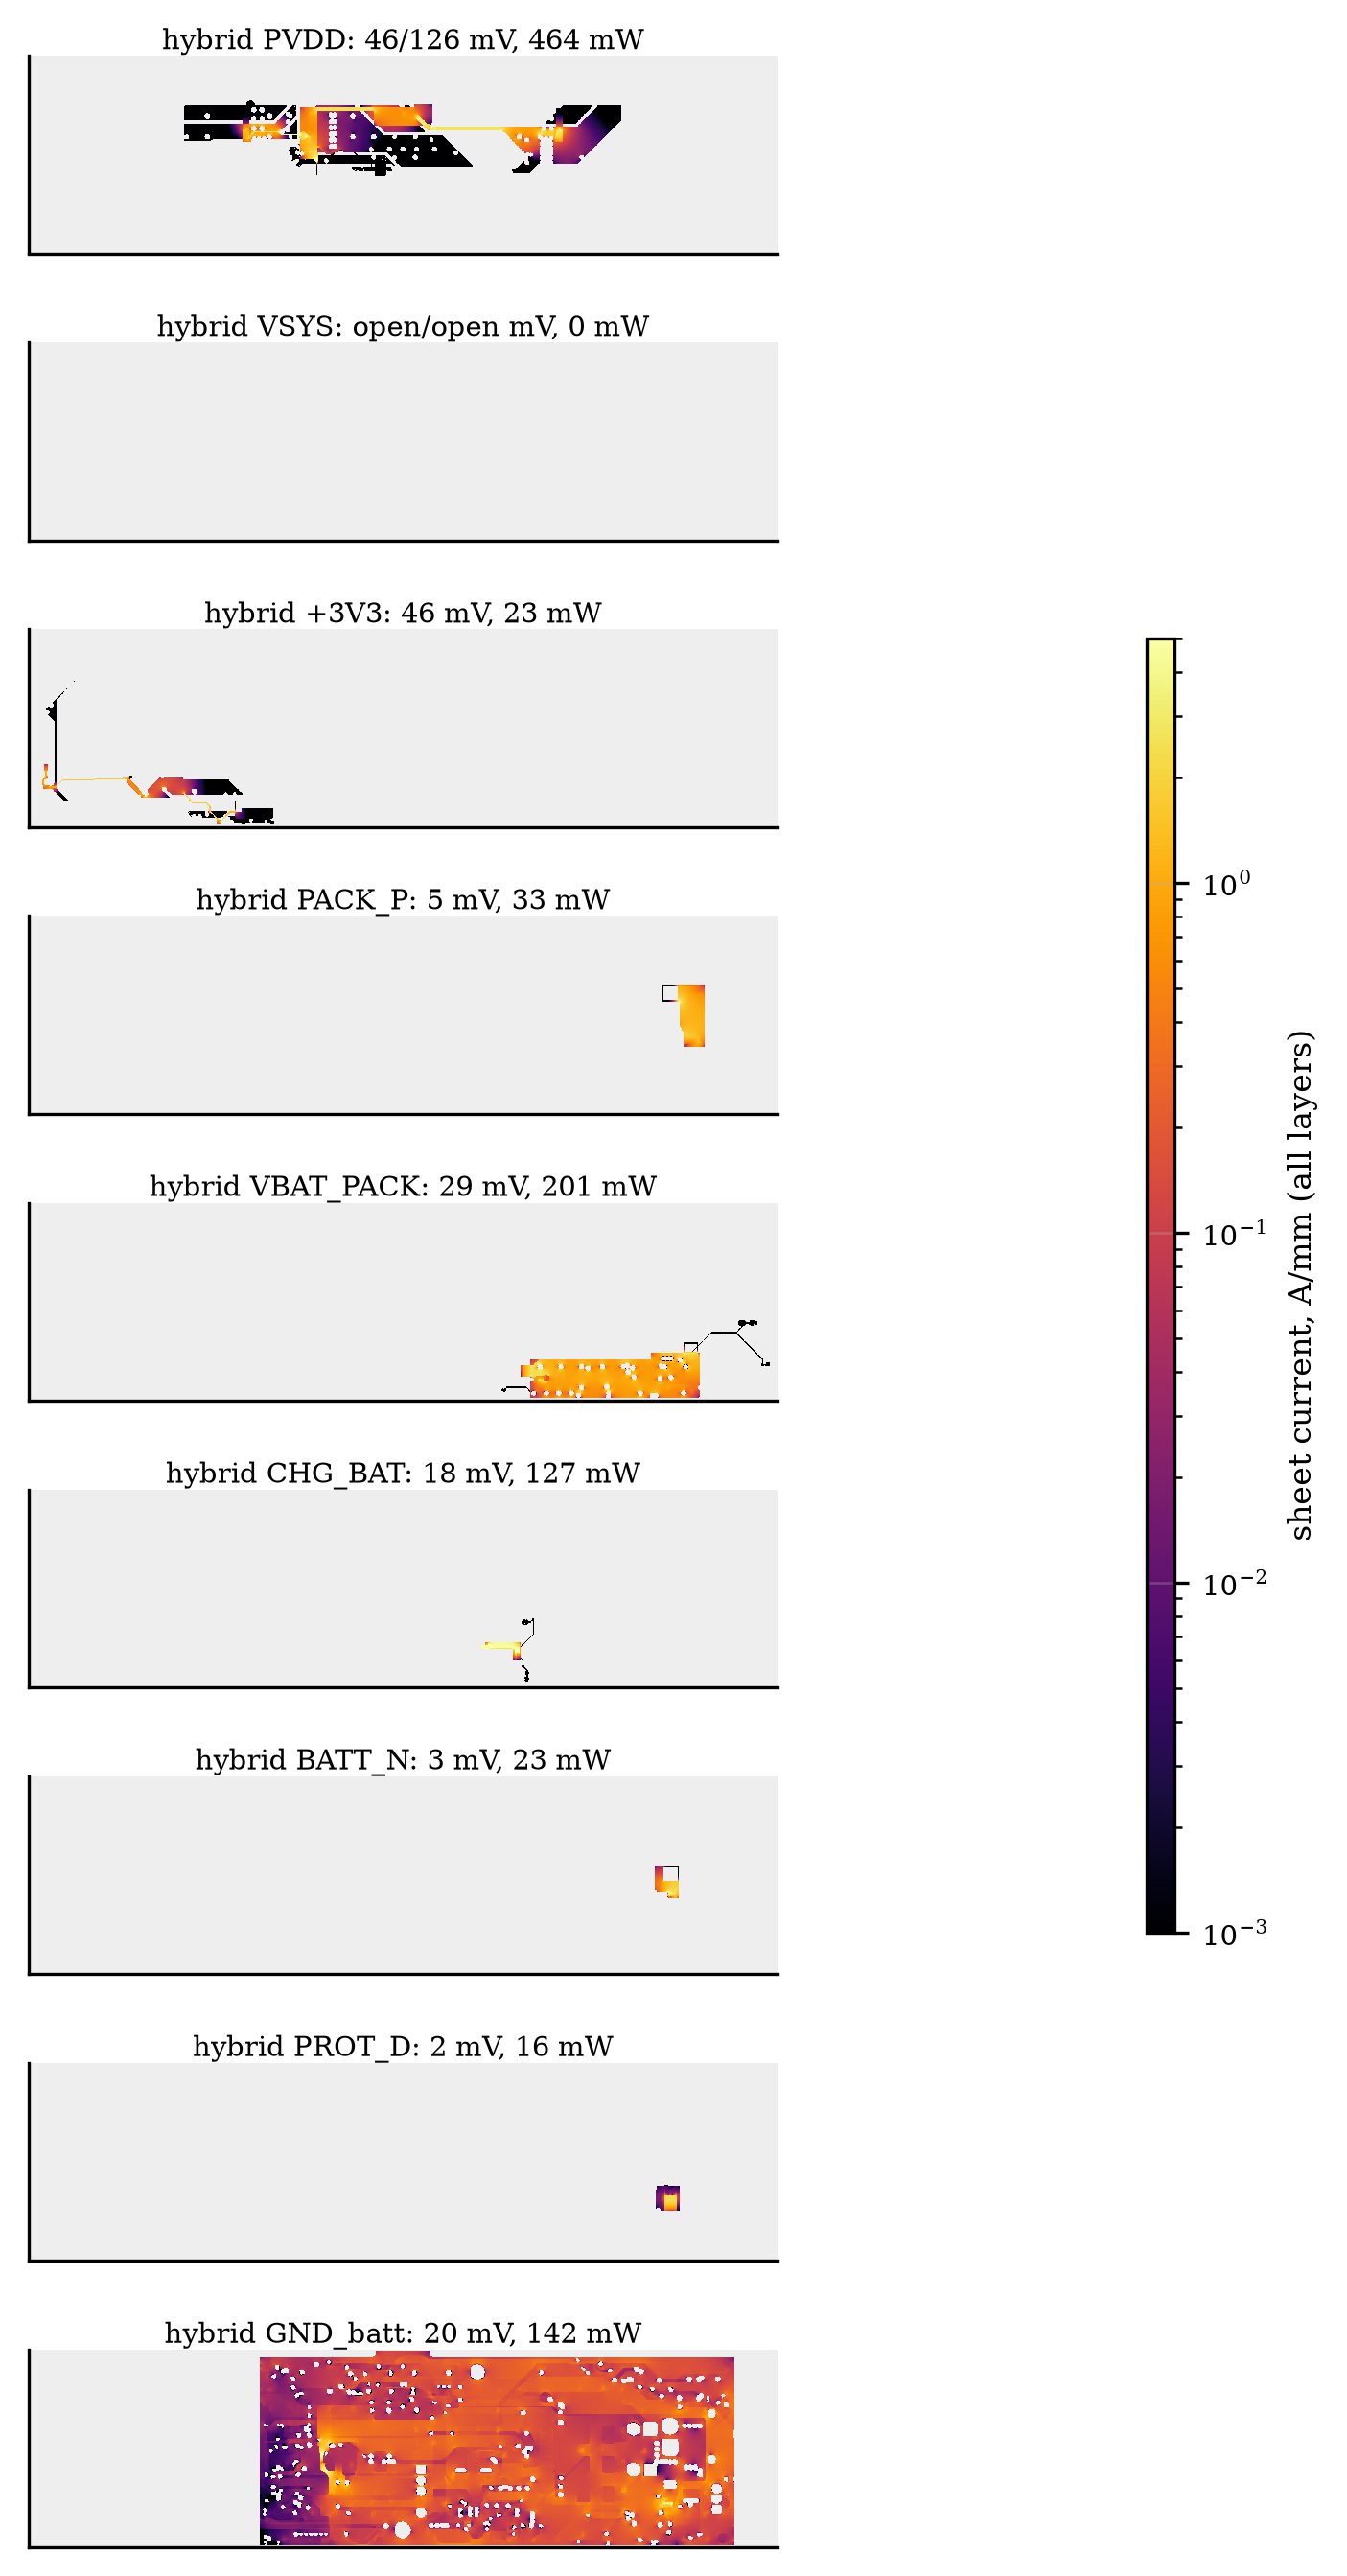 hybrid PVDD: 46/126 mV, 464 mW
hybrid VSYS: open/open mV, 0 mW
hybrid +3V3: 46 mV, 23 mW
hybrid PACK_P: 5 mV, 33 mW
hybrid VBAT_PACK: 29 mV, 201 mW
hybrid CHG_BAT: 18 mV, 127 mW
hybrid BATT_N: 3 mV, 23 mW
hybrid PROT_D: 2 mV, 16 mW
hybrid GND_batt: 20 mV, 142 mW
10⁰
10⁻¹
10⁻²
10⁻³
sheet current, A/mm (all layers)